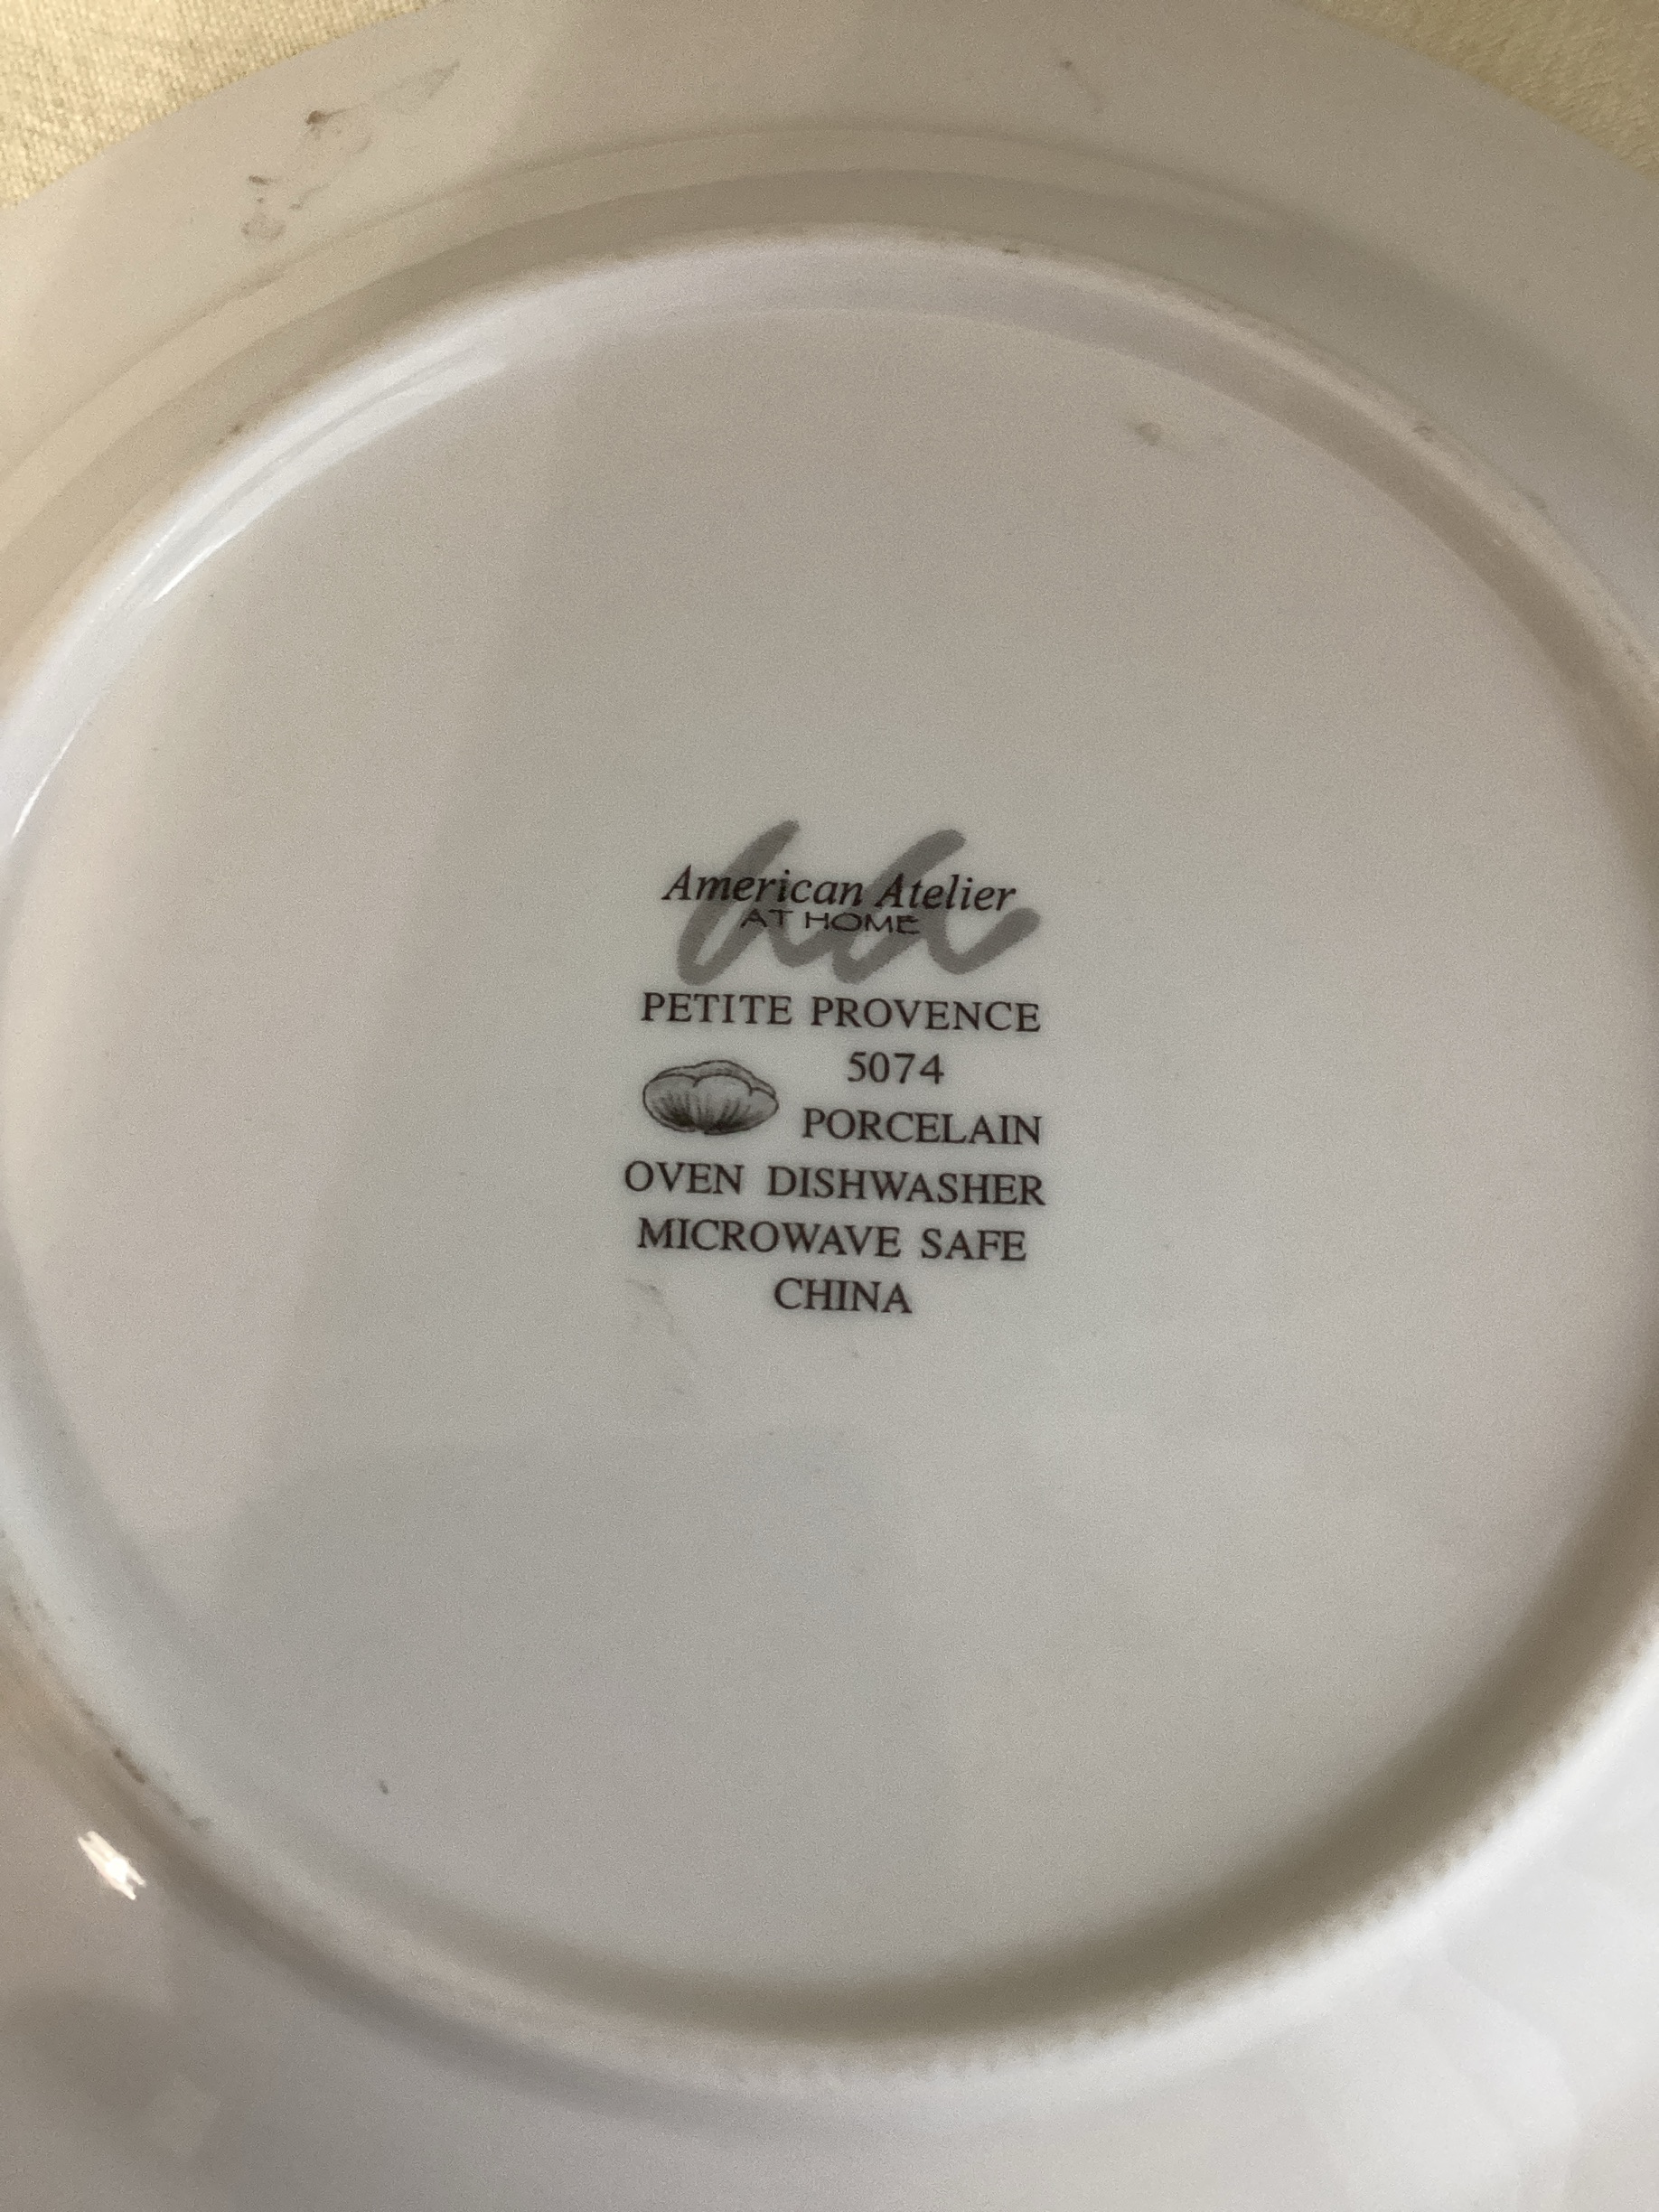 American Atelier
AT HOME
PETITE PROVENCE
5074
PORCELAIN
OVEN DISHWASHER
MICROWAVE SAFE
CHINA